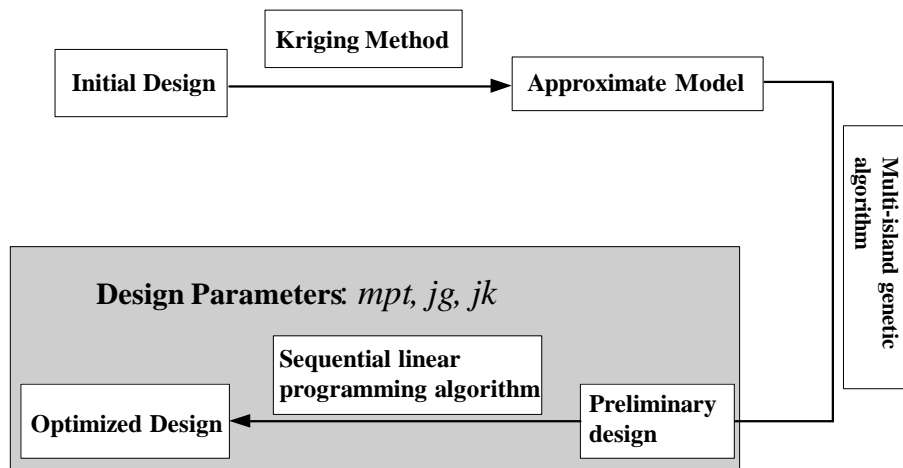 Kriging Method
Initial Design
Approximate Model
Multi-island genetic
algorithm
Design Parameters: mpt, jg, jk
Sequential linear
programming algorithm
Optimized Design
Preliminary
design